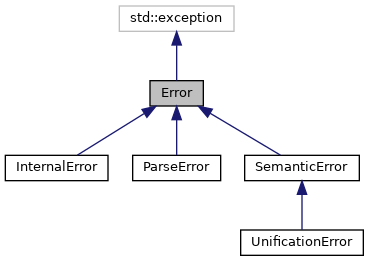 std::exception
Error
InternalError
ParseError
SemanticError
UnificationError